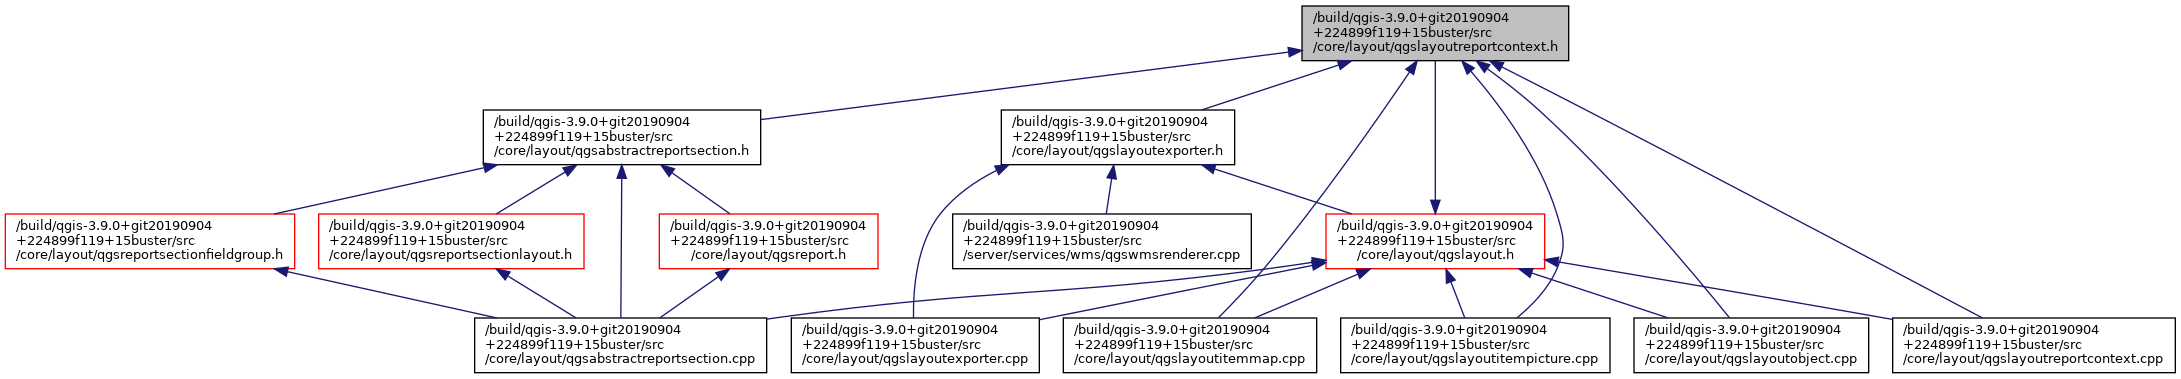 /build/qgis-3.9.0+git20190904
+224899f119+15buster/src
/core/layout/qgslayoutreportcontext.h
/build/qgis-3.9.0+git20190904
+224899f119+15buster/src
/core/layout/qgsabstractreportsection.h
/build/qgis-3.9.0+git20190904
+224899f119+15buster/src
/core/layout/qgslayoutexporter.h
/build/qgis-3.9.0+git20190904
+224899f119+15buster/src
/core/layout/qgsreportsectionfieldgroup.h
/build/qgis-3.9.0+git20190904
+224899f119+15buster/src
/core/layout/qgsreportsectionlayout.h
/build/qgis-3.9.0+git20190904
+224899f119+15buster/src
/core/layout/qgsreport.h
/build/qgis-3.9.0+git20190904
+224899f119+15buster/src
/server/services/wms/qgswmsrenderer.cpp
/build/qgis-3.9.0+git20190904
+224899f119+15buster/src
/core/layout/qgslayout.h
/build/qgis-3.9.0+git20190904
+224899f119+15buster/src
/core/layout/qgsabstractreportsection.cpp
/build/qgis-3.9.0+git20190904
+224899f119+15buster/src
/core/layout/qgslayoutexporter.cpp
/build/qgis-3.9.0+git20190904
+224899f119+15buster/src
/core/layout/qgslayoutitemmap.cpp
/build/qgis-3.9.0+git20190904
+224899f119+15buster/src
/core/layout/qgslayoutitempicture.cpp
/build/qgis-3.9.0+git20190904
+224899f119+15buster/src
/core/layout/qgslayoutobject.cpp
/build/qgis-3.9.0+git20190904
+224899f119+15buster/src
/core/layout/qgslayoutreportcontext.cpp